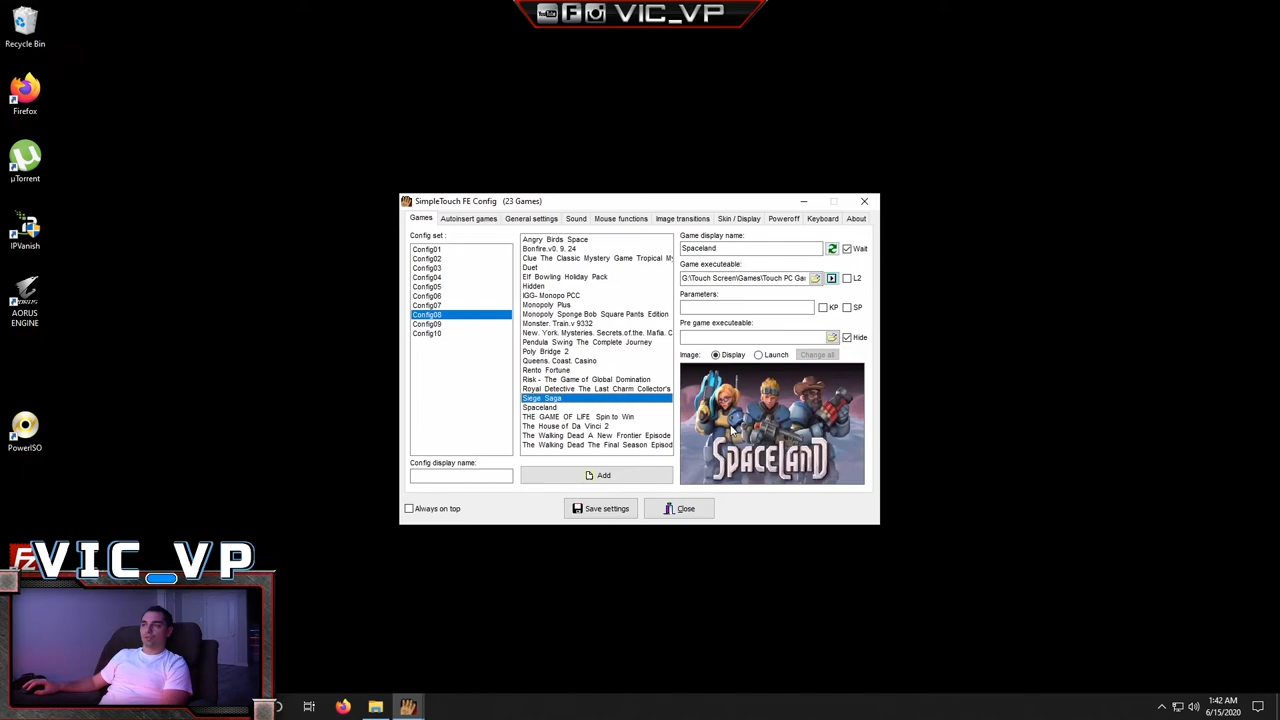 VIC_VP
Recycle Bin
Firefox
µTorrent
IPVanish
AORUS
ENGINE
PowerISO
SimpleTouch FE Config (23 Games)
Games
Autoinsert games
General settings
Sound
Mouse functions
Image transitions
Skin / Display
Poweroff
Keyboard
About
Config set :
Config01
Config02
Config03
Config04
Config05
Config06
Config07
Config08
Config09
Config10
Config display name:
Angry Birds Space
Bonfire.v0. 9. 24
Clue The Classic Mystery Game Tropical My
Duet
Elf Bowling Holiday Pack
Hidden
IGG- Monopo PCC
Monopoly Plus
Monopoly Sponge Bob Square Pants Edition
Monster. Train.v 9332
New. York. Mysteries. Secrets.of.the. Mafia. C
Pendula Swing The Complete Journey
Poly Bridge 2
Queens. Coast. Casino
Rento Fortune
Risk - The Game of Global Domination
Royal Detective The Last Charm Collector's
Siege Saga
Spaceland
THE GAME OF LIFE Spin to Win
The House of Da Vinci 2
The Walking Dead A New Frontier Episode
The Walking Dead The Final Season Episod
Add
Game display name:
Spaceland
Wait
Game executeable:
G:\Touch Screen\Games\Touch PC Gar
L2
Parameters:
KP
SP
Pre game executeable:
Hide
Image:
Display
Launch
Change all
SPACELAND
Always on top
Save settings
Close
FZ
VIC_VP
1:42 AM
6/15/2020